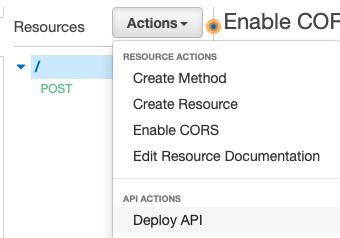 Resources
Actions
Enable COR
/
POST
RESOURCE ACTIONS
Create Method
Create Resource
Enable CORS
Edit Resource Documentation
API ACTIONS
Deploy API